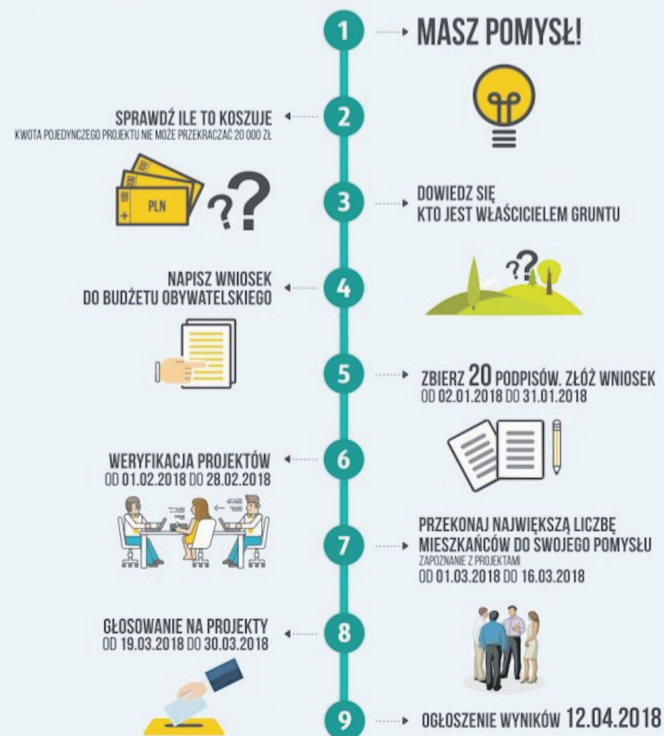 1
MASZ POMYSŁ!
2
SPRAWDŹ ILE TO KOSZUJE
KWOTA POJEDYNCZEGO PROJEKTU NIE MOŻE PRZEKRACZAĆ 20 000 ZŁ
PLN
3
DOWIEDZ SIĘ
KTO JEST WŁAŚCICIELEM GRUNTU
4
NAPISZ WNIOSEK
DO BUDŻETU OBYWATELSKIEGO
5
ZBIERZ 20 PODPISÓW. ZŁÓŻ WNIOSEK
OD 02.01.2018 DO 31.01.2018
6
WERYFIKACJA PROJEKTÓW
OD 01.02.2018 DO 28.02.2018
7
PRZEKONAJ NAJWIĘKSZĄ LICZBĘ
MIESZKAŃCÓW DO SWOJEGO POMYSŁU
ZAPOZNANIE Z PROJEKTAMI
OD 01.03.2018 DO 16.03.2018
8
GŁOSOWANIE NA PROJEKTY
OD 19.03.2018 DO 30.03.2018
9
OGŁOSZENIE WYNIKÓW 12.04.2018